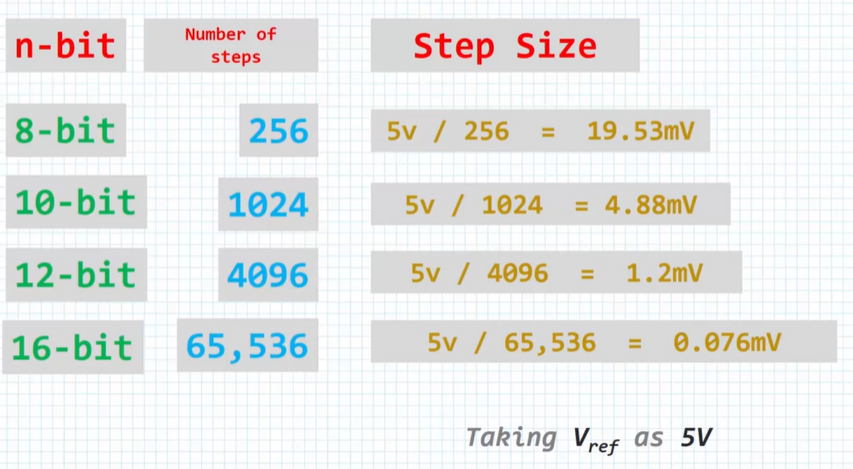 n-bit Number of steps Step Size
8-bit 256 5v / 256 = 19.53mV
10-bit 1024 5v / 1024 = 4.88mV
12-bit 4096 5v / 4096 = 1.2mV
16-bit 65,536 5v / 65,536 = 0.076mV
Taking Vref as 5V